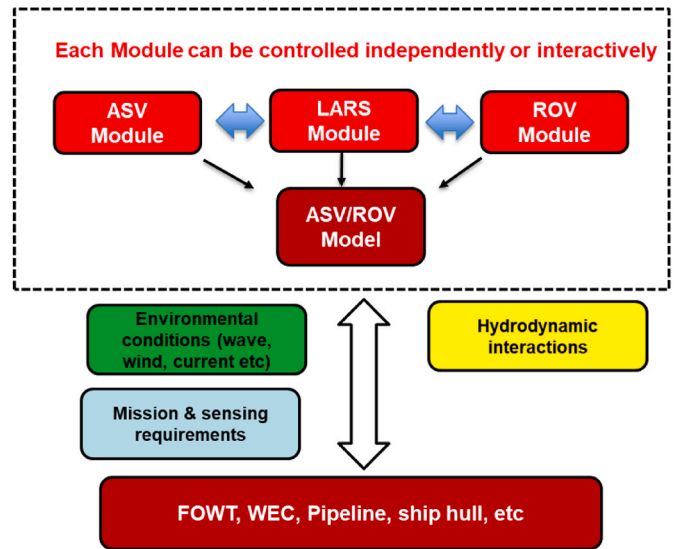 Each Module can be controlled independently or interactively
ASV
Module
LARS
Module
ROV
Module
ASV/ROV
Model
Environmental
conditions (wave,
wind, current etc)
Hydrodynamic
interactions
Mission & sensing
requirements
FOWT, WEC, Pipeline, ship hull, etc